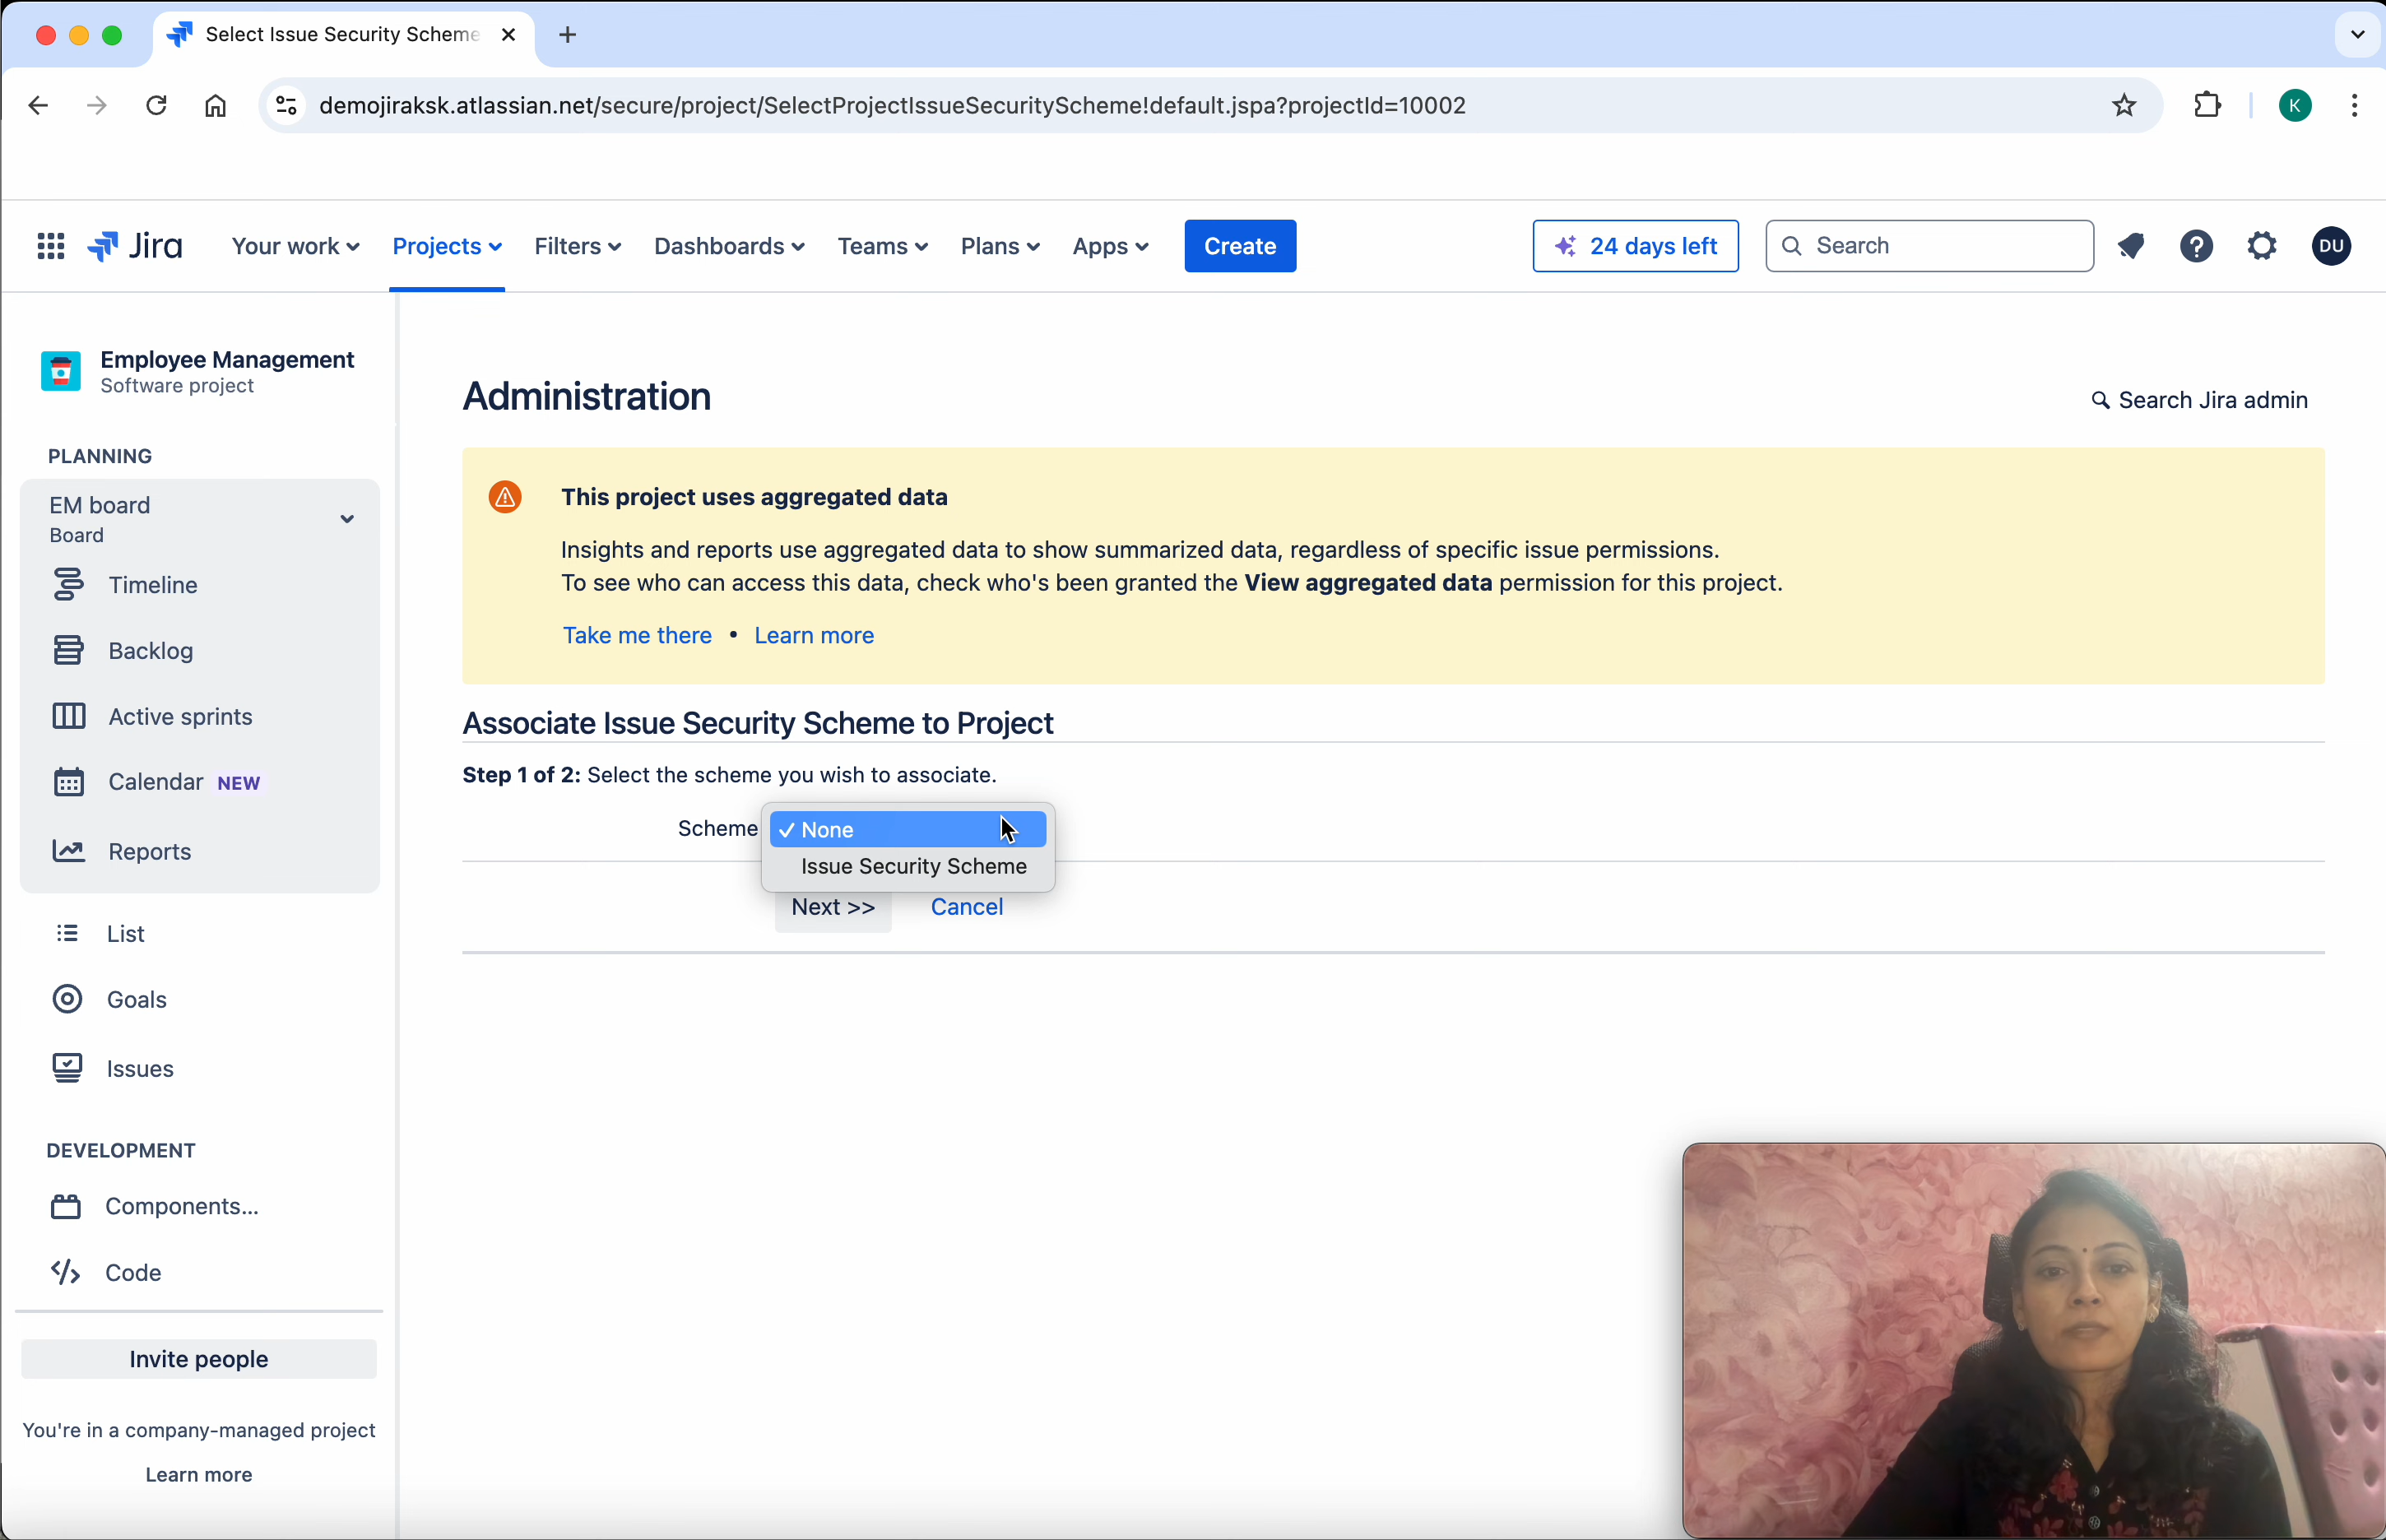 Select Issue Security Scheme
demojiraksk.atlassian.net/secure/project/SelectProjectIssueSecurityScheme!default.jspa?projectId=10002
K
Jira
Your work
Projects
Filters
Dashboards
Teams
Plans
Apps
Create
24 days left
Search
DU
Employee Management
Software project
PLANNING
EM board
Board
Timeline
Backlog
Active sprints
Calendar NEW
Reports
List
Goals
Issues
DEVELOPMENT
Components...
Code
Invite people
You're in a company-managed project
Learn more
Administration
Search Jira admin
This project uses aggregated data
Insights and reports use aggregated data to show summarized data, regardless of specific issue permissions.
To see who can access this data, check who's been granted the View aggregated data permission for this project.
Take me there • Learn more
Associate Issue Security Scheme to Project
Step 1 of 2: Select the scheme you wish to associate.
Scheme
✓ None
Issue Security Scheme
Next >>
Cancel